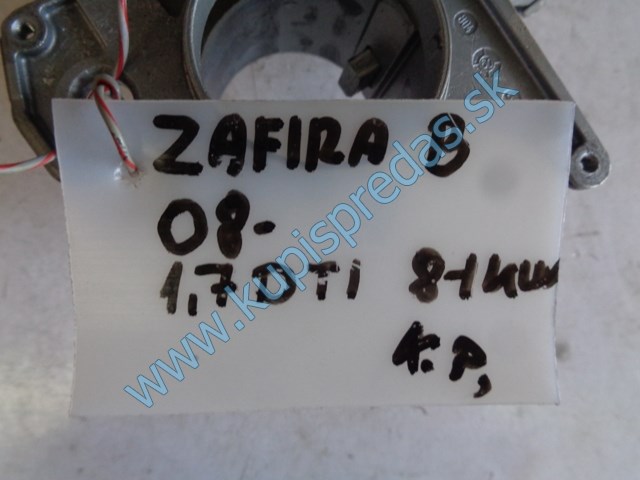 ZAFIRA B
08-
1,7 DTI 81kW
www.kupispredas.sk